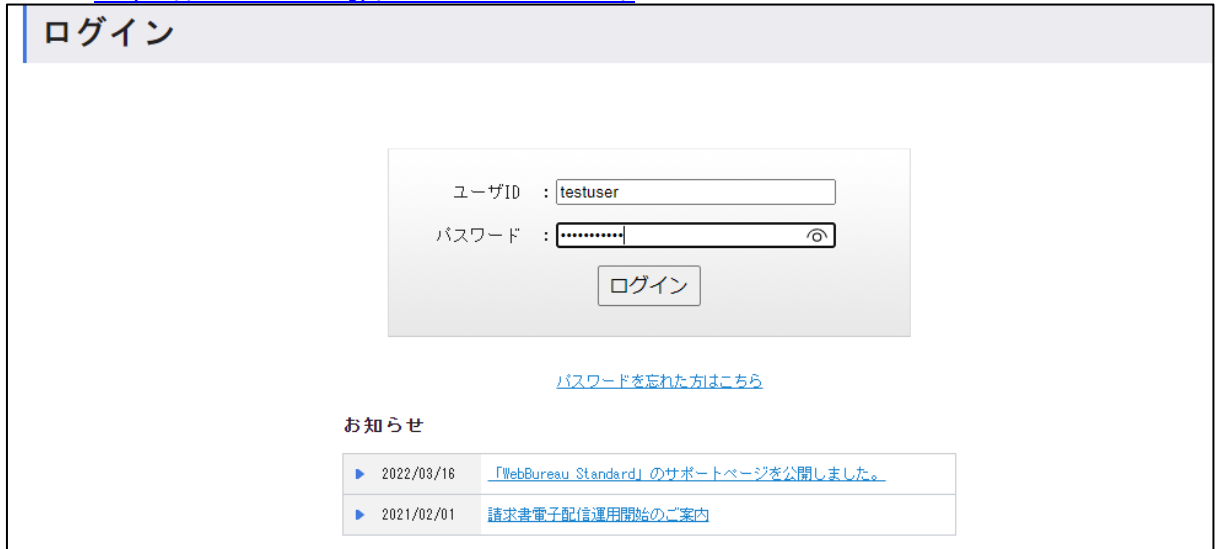 ログイン
ユーザID : testuser
パスワード : •••••••••••
ログイン
パスワードを忘れた方はこちら
お知らせ
2022/03/16 「WebBureau Standard」のサポートページを公開しました。
2021/02/01 請求書電子配信運用開始のご案内